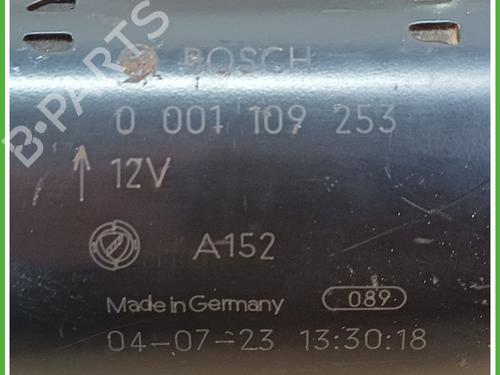 B-PARTS
BOSCH
0 001 109 253
12V
A152
Made in Germany 089
04-07-23 13:30:18